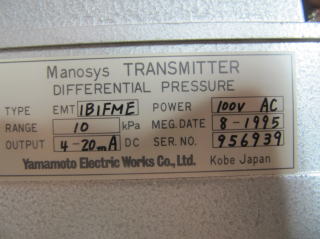 Manosys TRANSMITTER
DIFFERENTIAL PRESSURE
TYPE EMT 1B1FME POWER 100V AC
RANGE 10 kPa MEG.DATE 8-1995
OUTPUT 4-20mA DC SER.NO. 956939
Yamamoto Electric Works Co., Ltd. Kobe Japan